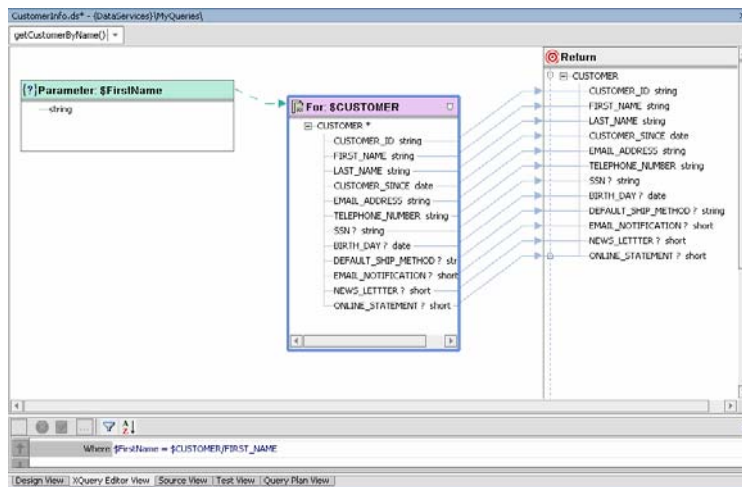 CustomerInfo.ds* - {DataServices}\MyQueries\
getCustomerByName()
{?}Parameter: $FirstName
string
For: $CUSTOMER
CUSTOMER *
CUSTOMER_ID string
FIRST_NAME string
LAST_NAME string
CUSTOMER_SINCE date
EMAIL_ADDRESS string
TELEPHONE_NUMBER string
SSN ? string
BIRTH_DAY ? date
DEFAULT_SHIP_METHOD ? str
EMAIL_NOTIFICATION ? short
NEWS_LETTTER ? short
ONLINE_STATEMENT ? short
Return
CUSTOMER
CUSTOMER_ID string
FIRST_NAME string
LAST_NAME string
CUSTOMER_SINCE date
EMAIL_ADDRESS string
TELEPHONE_NUMBER string
SSN ? string
BIRTH_DAY ? date
DEFAULT_SHIP_METHOD ? string
EMAIL_NOTIFICATION ? short
NEWS_LETTTER ? short
ONLINE_STATEMENT ? short
Where $FirstName = $CUSTOMER/FIRST_NAME
Design View XQuery Editor View Source View Test View Query Plan View